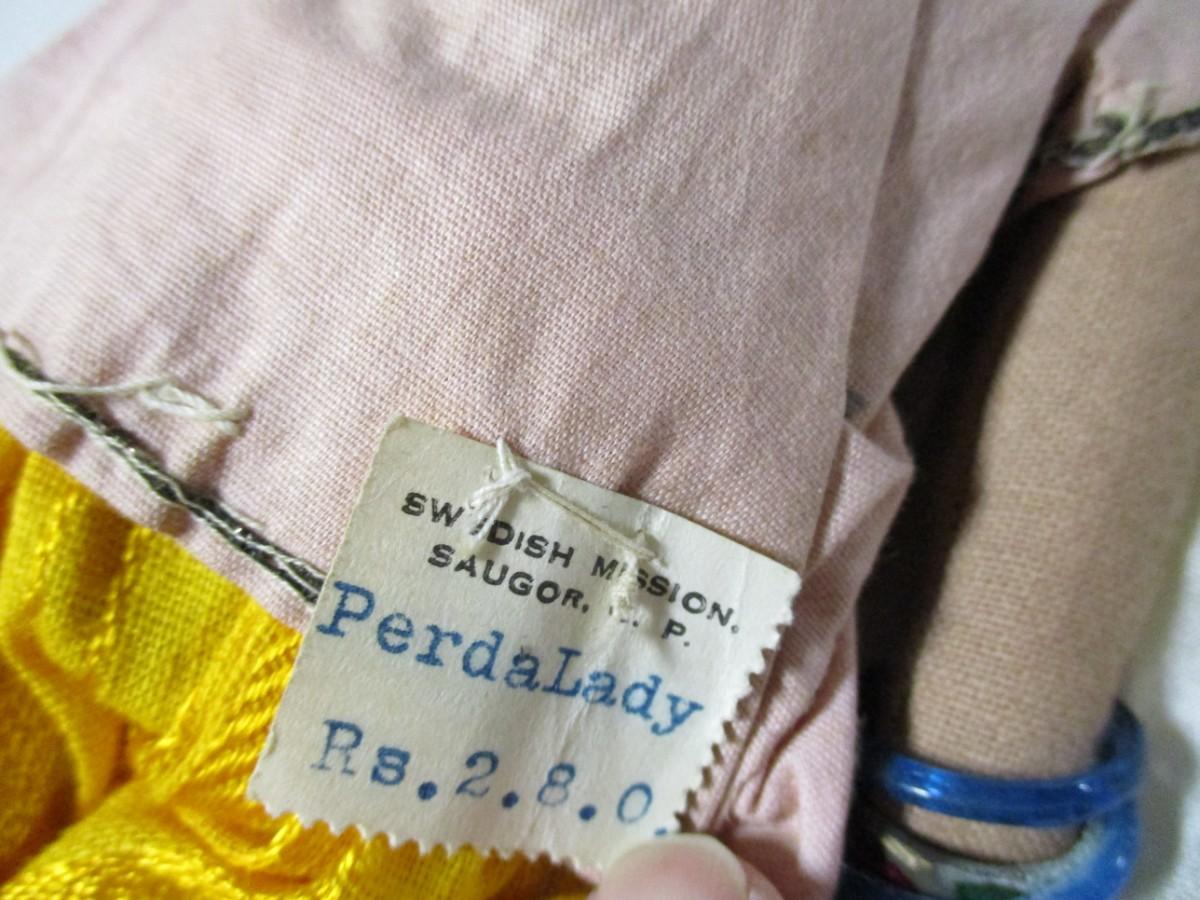 SWEDISH MISSION.
SAUGOR. P.
PerdaLady
Rs.2.8.0.